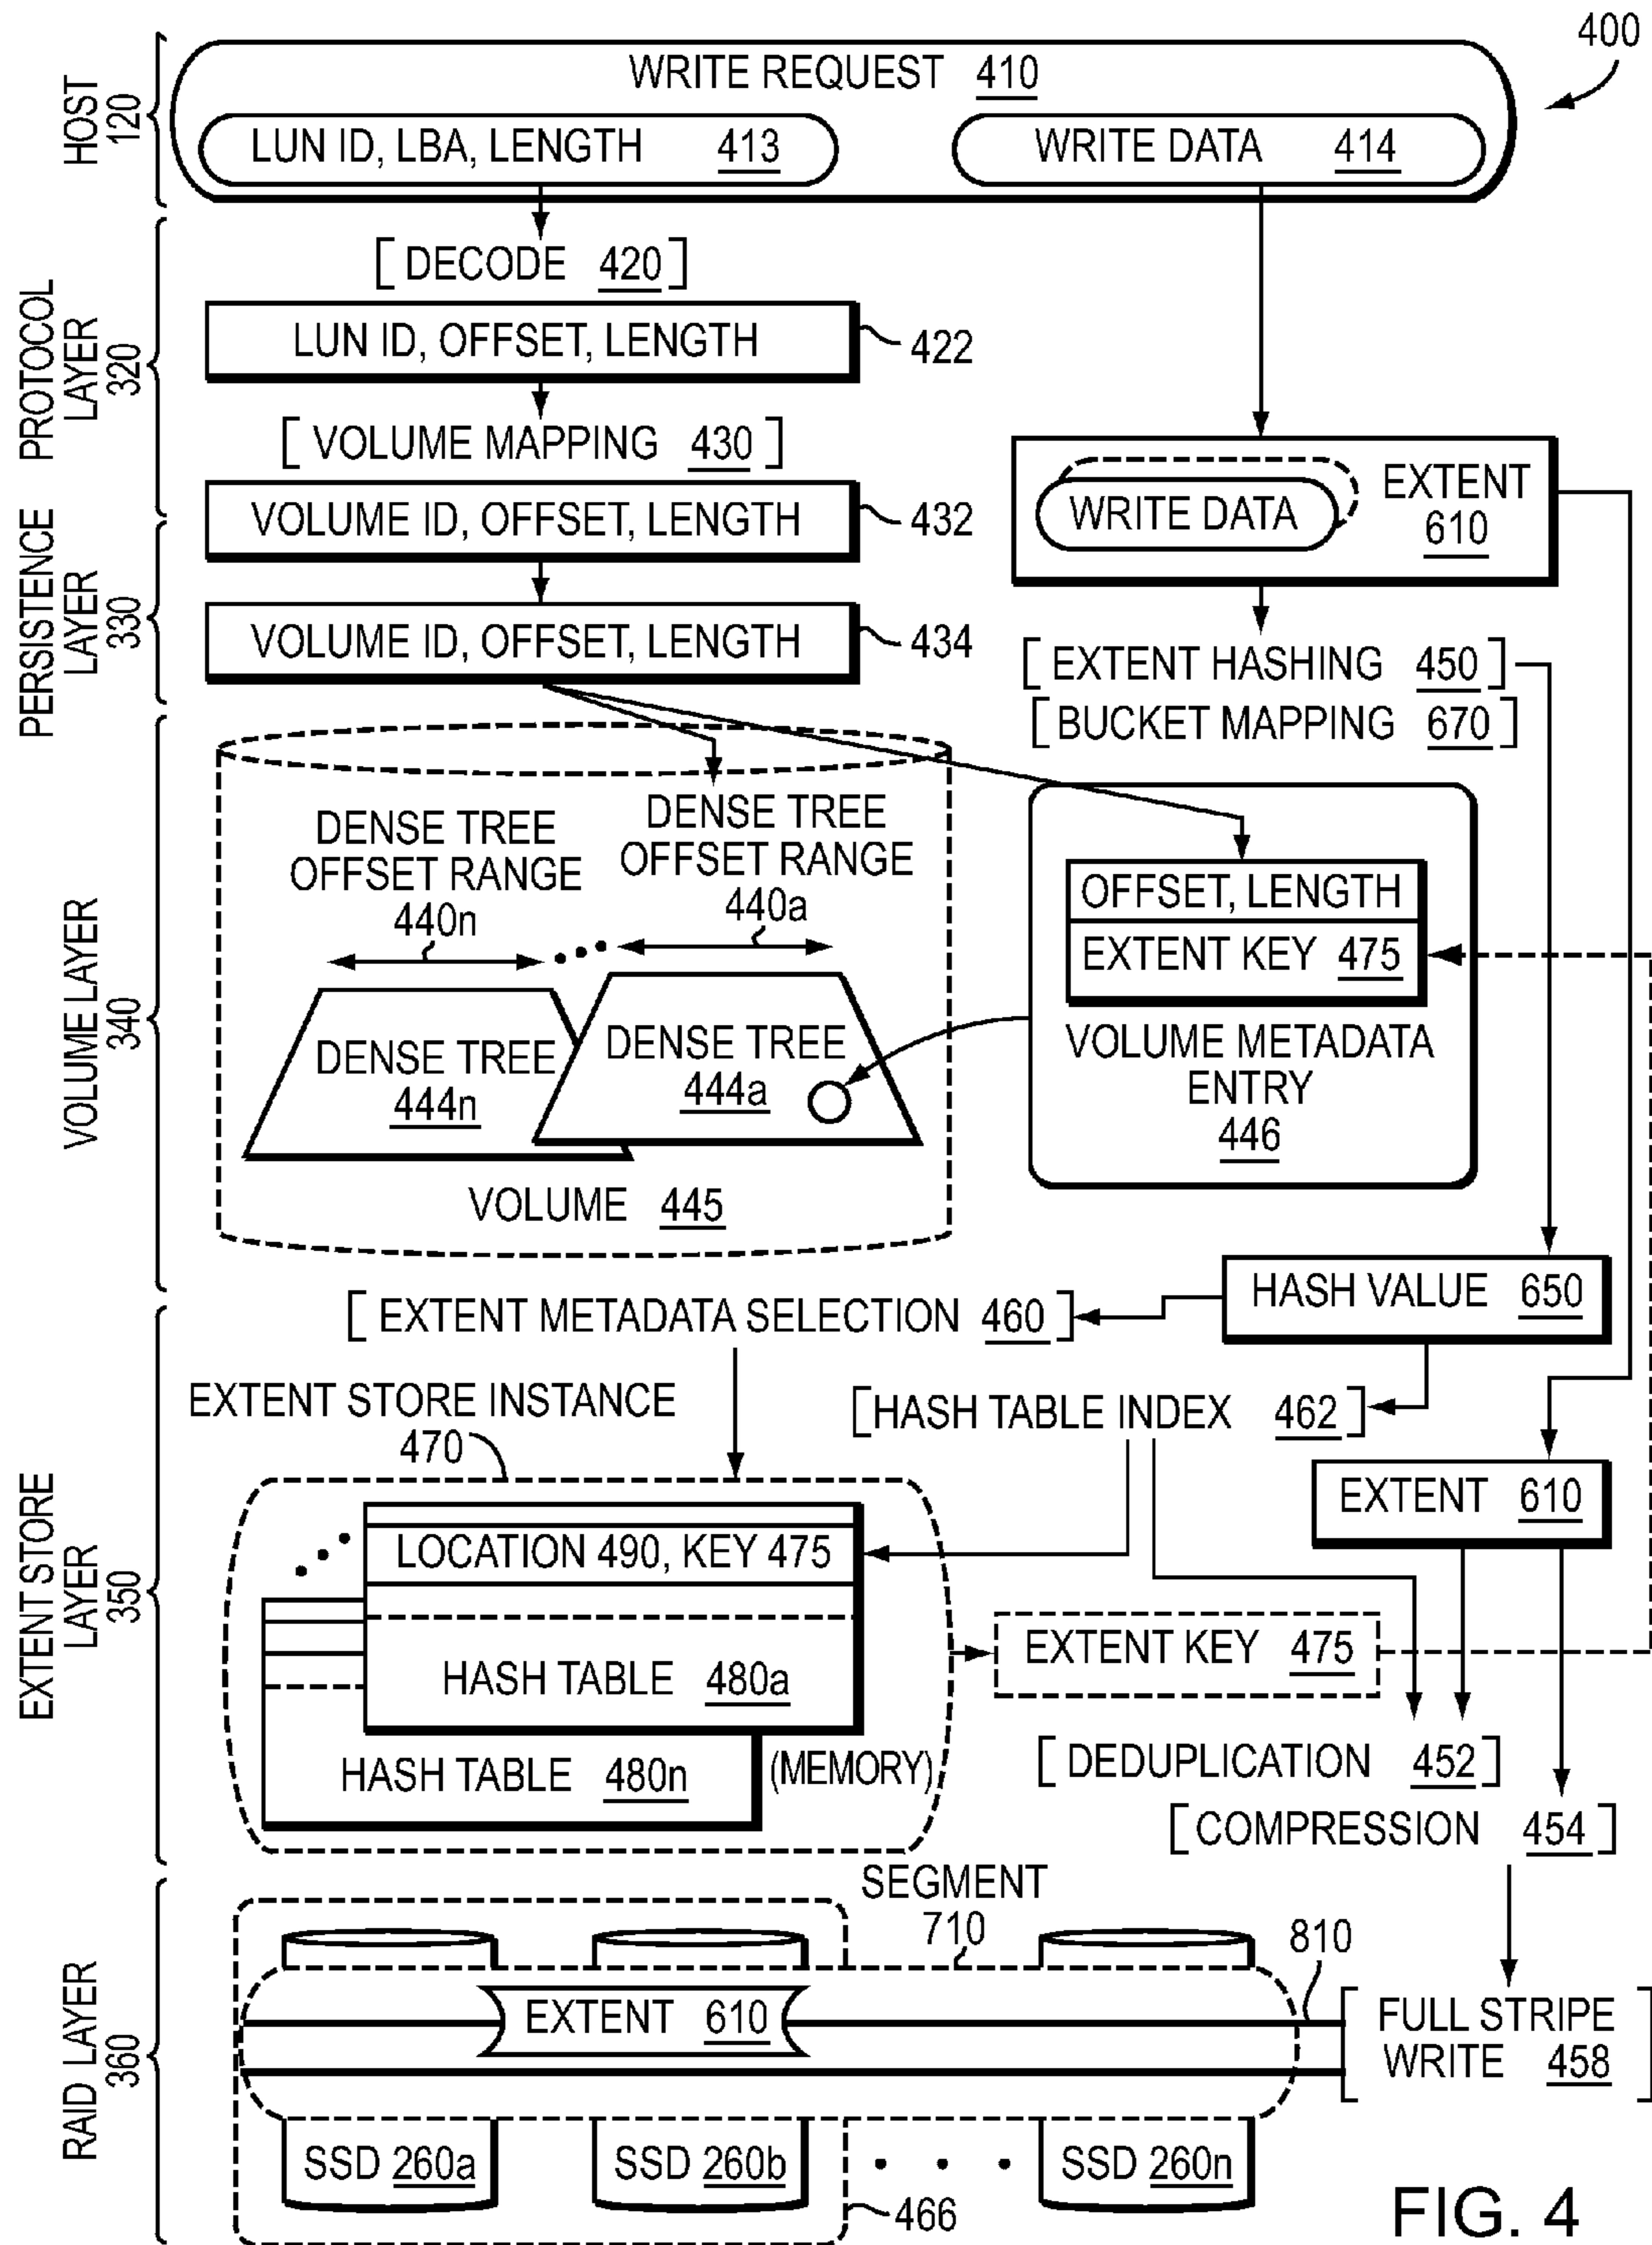 400
HOST
120
WRITE REQUEST 410
LUN ID, LBA, LENGTH 413
WRITE DATA 414
PROTOCOL
LAYER
320
[DECODE 420]
LUN ID, OFFSET, LENGTH
422
[VOLUME MAPPING 430]
VOLUME ID, OFFSET, LENGTH
432
WRITE DATA
EXTENT
610
PERSISTENCE
LAYER
330
VOLUME ID, OFFSET, LENGTH
434
[EXTENT HASHING 450]
[BUCKET MAPPING 670]
VOLUME LAYER
340
DENSE TREE
OFFSET RANGE
440n
DENSE TREE
OFFSET RANGE
440a
DENSE TREE
444n
DENSE TREE
444a
VOLUME 445
OFFSET, LENGTH
EXTENT KEY 475
VOLUME METADATA
ENTRY
446
HASH VALUE 650
[EXTENT METADATA SELECTION 460]
EXTENT STORE
LAYER
350
EXTENT STORE INSTANCE
470
[HASH TABLE INDEX 462]
EXTENT 610
LOCATION 490, KEY 475
HASH TABLE 480a
HASH TABLE 480n
(MEMORY)
EXTENT KEY 475
[DEDUPLICATION 452]
[COMPRESSION 454]
RAID LAYER
360
SEGMENT
710
810
EXTENT 610
[FULL STRIPE
WRITE 458]
SSD 260a
SSD 260b
. . .
SSD 260n
466
FIG. 4